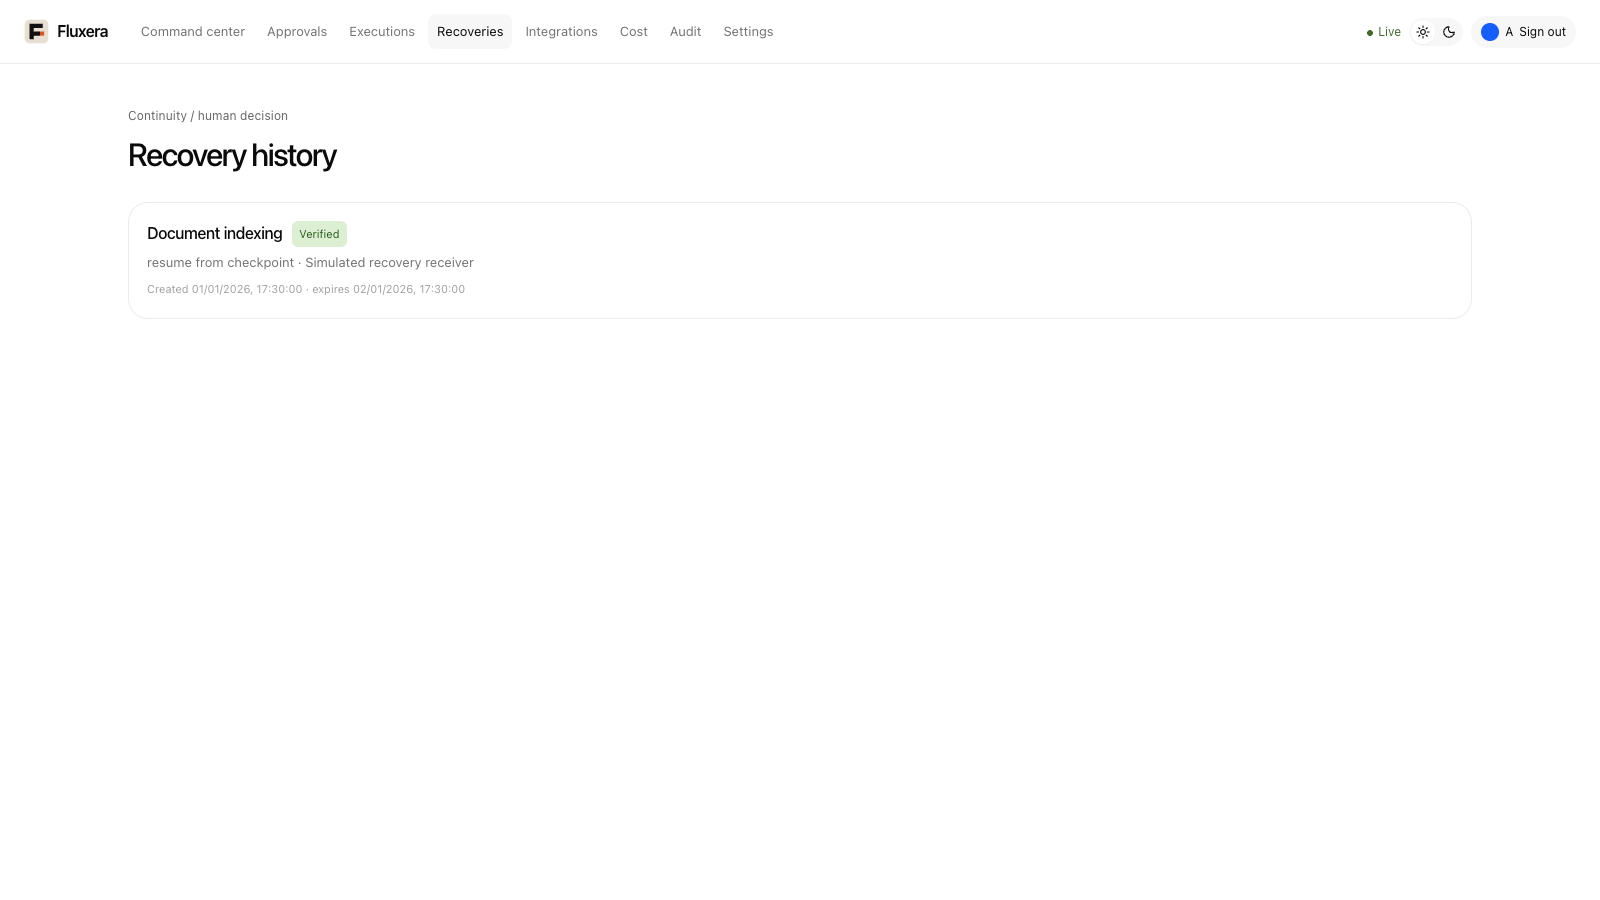 Fluxera
Command center
Approvals
Executions
Recoveries
Integrations
Cost
Audit
Settings
Live
A Sign out
Continuity / human decision
Recovery history
Document indexing Verified
resume from checkpoint · Simulated recovery receiver
Created 01/01/2026, 17:30:00 · expires 02/01/2026, 17:30:00